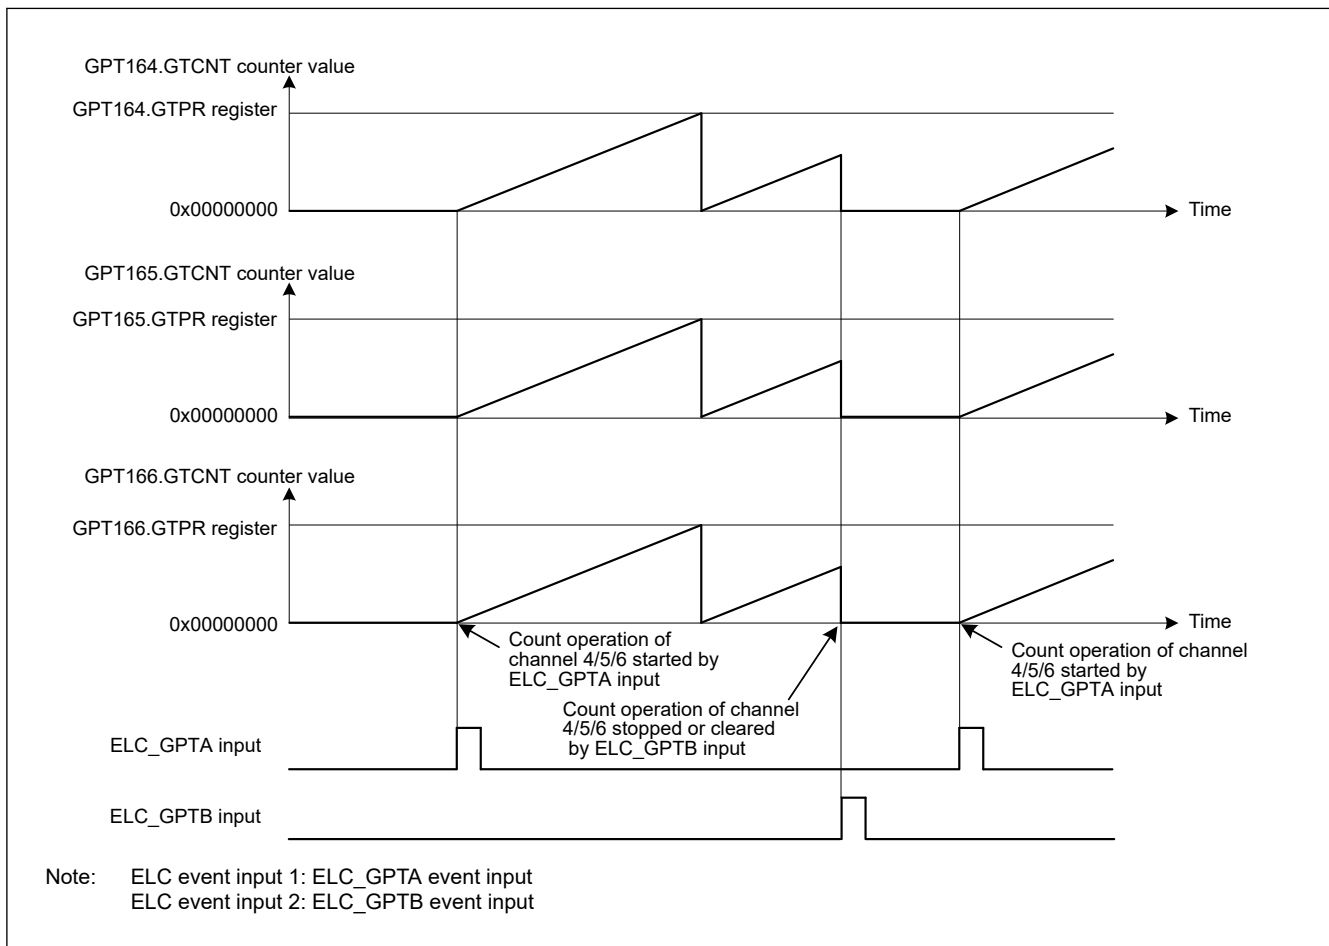 GPT164.GTCNT counter value
GPT164.GTPR register
0x00000000
Time
GPT165.GTCNT counter value
GPT165.GTPR register
0x00000000
Time
GPT166.GTCNT counter value
GPT166.GTPR register
0x00000000
Time
Count operation of
channel 4/5/6 started by
ELC_GPTA input
Count operation of channel
4/5/6 stopped or cleared
by ELC_GPTB input
Count operation of channel
4/5/6 started by
ELC_GPTA input
ELC_GPTA input
ELC_GPTB input
Note: ELC event input 1: ELC_GPTA event input
ELC event input 2: ELC_GPTB event input